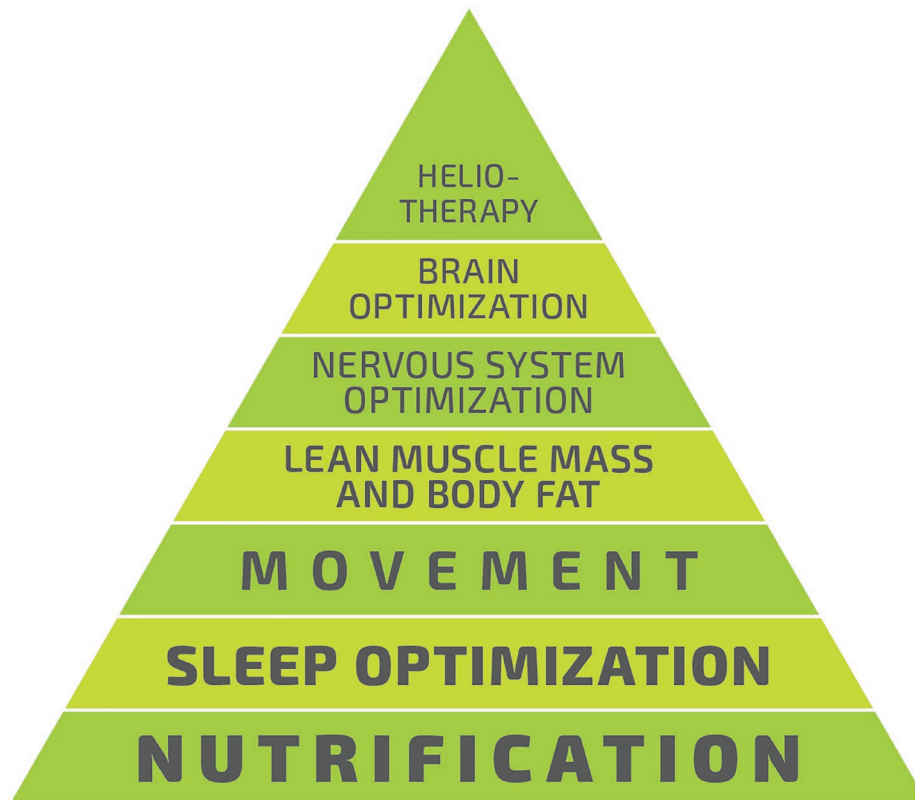 HELIO-
THERAPY
BRAIN
OPTIMIZATION
NERVOUS SYSTEM
OPTIMIZATION
LEAN MUSCLE MASS
AND BODY FAT
MOVEMENT
SLEEP OPTIMIZATION
NUTRIFICATION